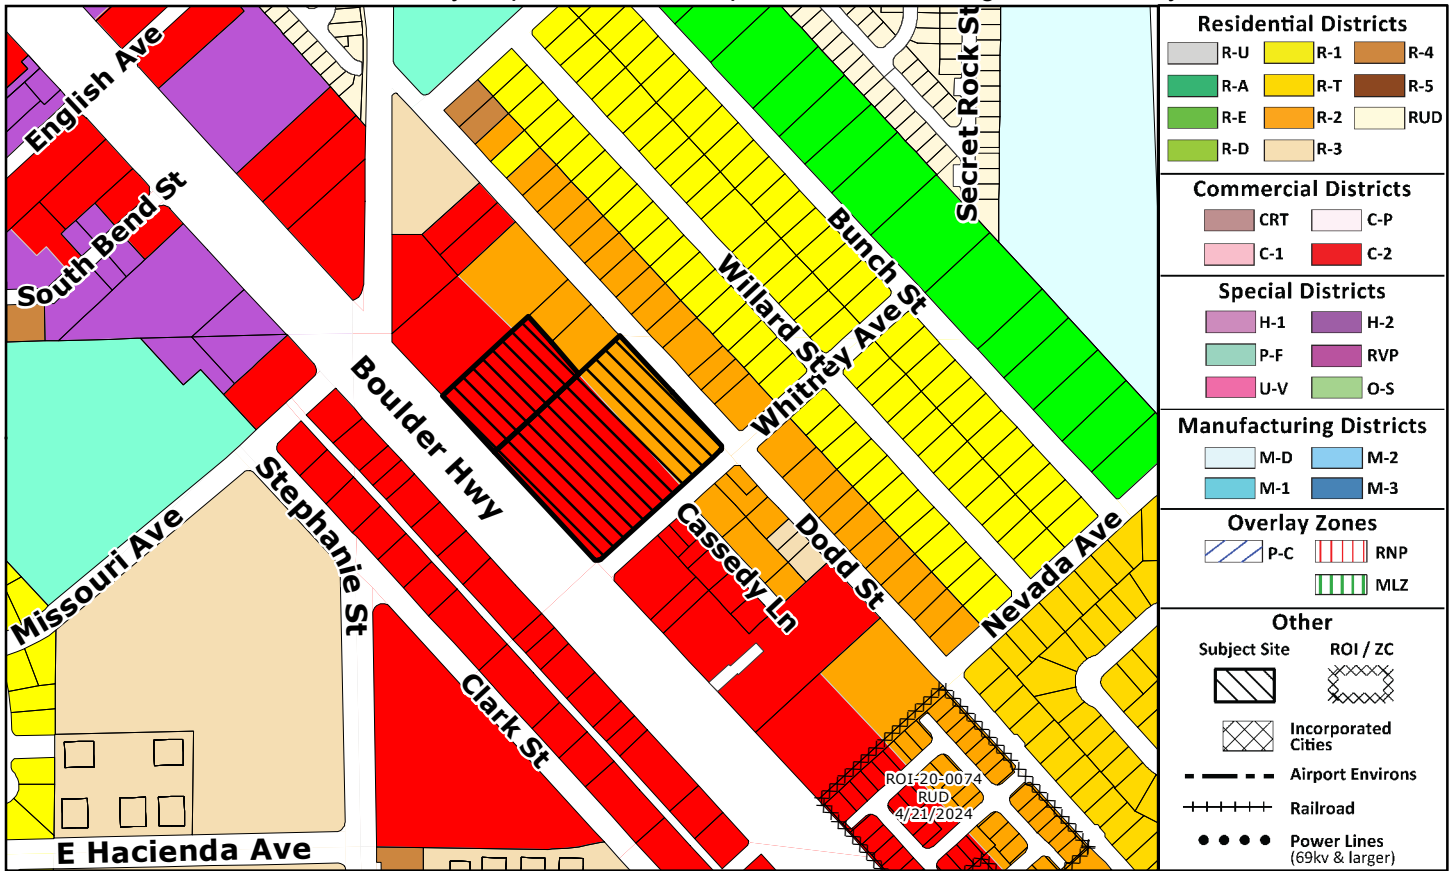 English Ave
South Bend St
Secret Rock St
Bunch St
Willard St
Whitney Ave
Boulder Hwy
Stephanie St
Missouri Ave
Cassedy Ln
Dodd St
Nevada Ave
Clark St
E Hacienda Ave
ROI-20-0074
RUD
4/21/2024
Residential Districts
R-U
R-1
R-4
R-A
R-T
R-5
R-E
R-2
RUD
R-D
R-3
Commercial Districts
CRT
C-P
C-1
C-2
Special Districts
H-1
H-2
P-F
RVP
U-V
O-S
Manufacturing Districts
M-D
M-2
M-1
M-3
Overlay Zones
P-C
RNP
MLZ
Other
Subject Site
ROI / ZC
Incorporated
Cities
Airport Environs
Railroad
Power Lines
(69kv & larger)